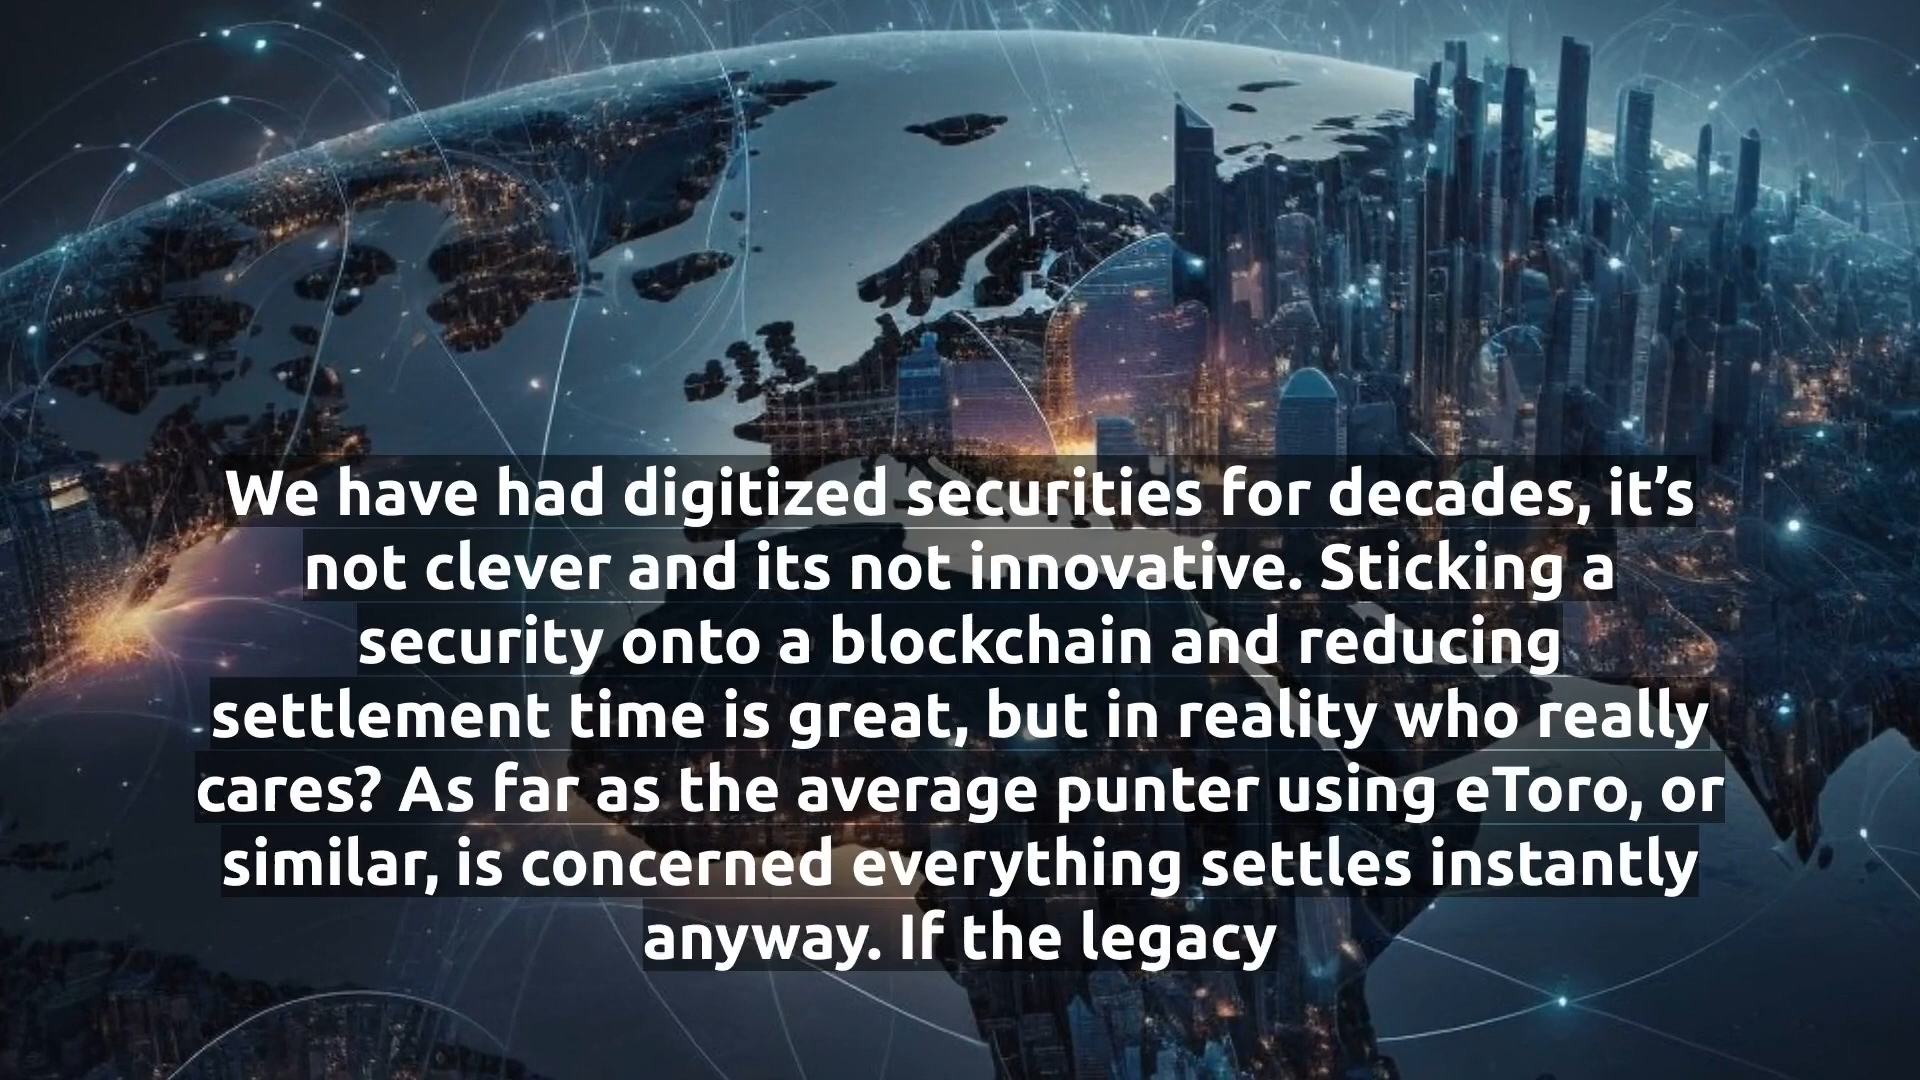 We have had digitized securities for decades, it’s
not clever and its not innovative. Sticking a
security onto a blockchain and reducing
settlement time is great, but in reality who really
cares? As far as the average punter using eToro, or
similar, is concerned everything settles instantly
anyway. If the legacy